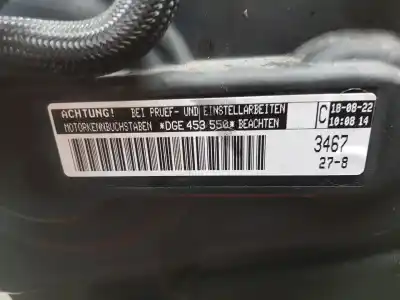 ACHTUNG! BEI PRUEF- UND EINSTELLARBEITEN
MOTORKENNBUCHSTABEN *DGE 453 550* BEACHTEN
C 18-08-22
10:08 14
3467
27-8